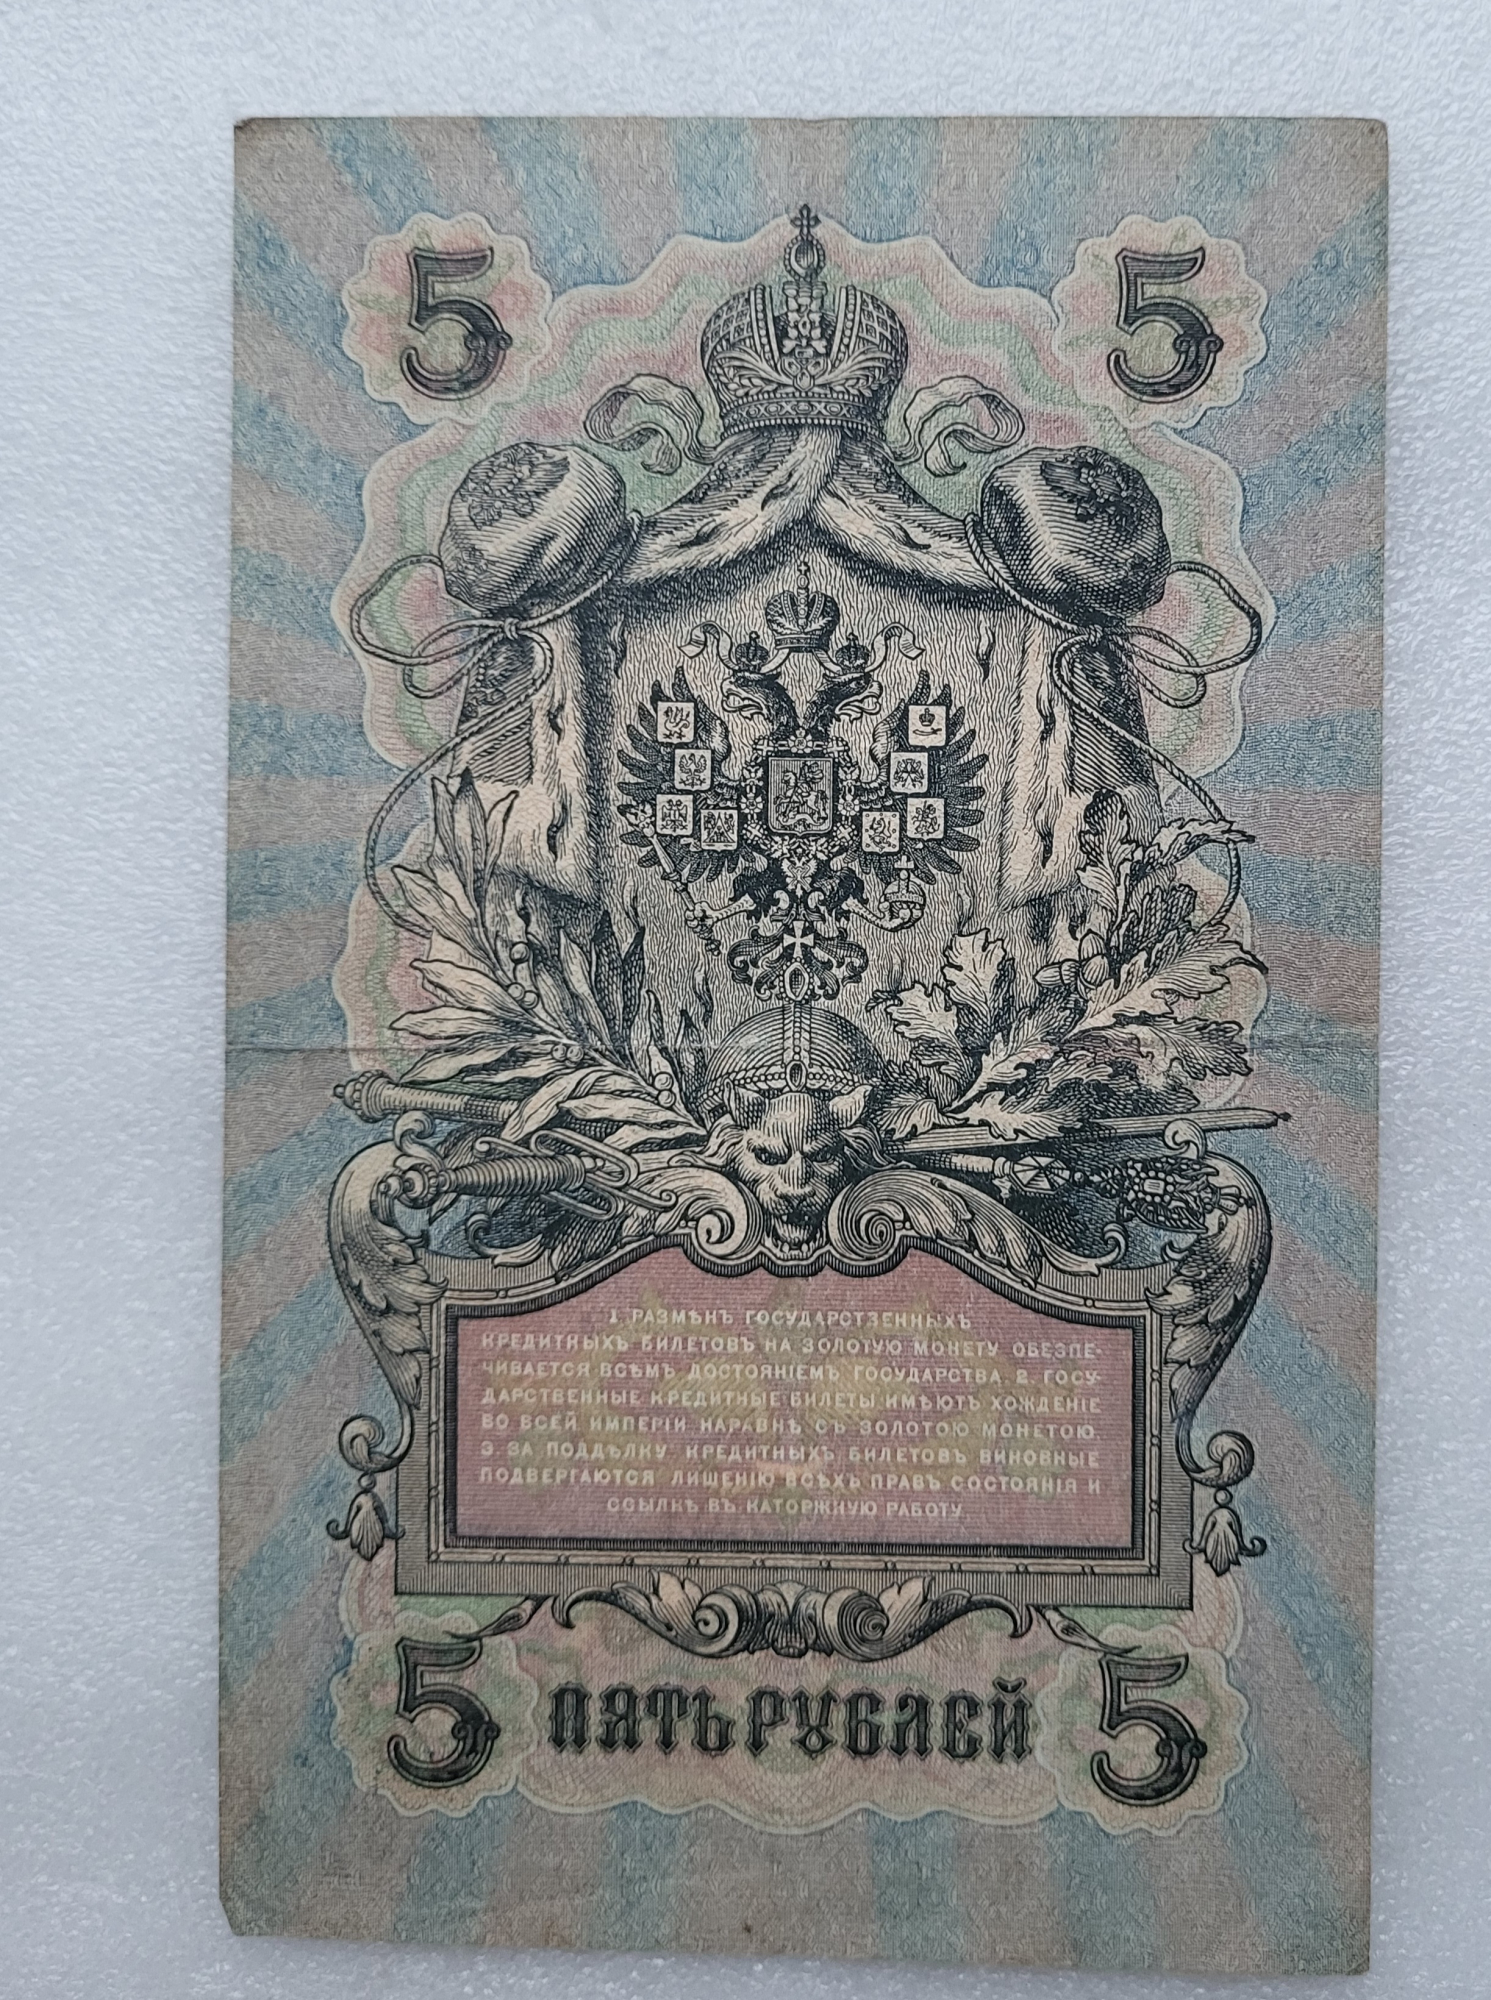 5 5
1. РАЗМѢНЪ ГОСУДАРСТВЕННЫХЪ
КРЕДИТНЫХЪ БИЛЕТОВЪ НА ЗОЛОТУЮ МОНЕТУ ОБЕЗПЕ-
ЧИВАЕТСЯ ВСѢМЪ ДОСТОЯНІЕМЪ ГОСУДАРСТВА. 2. ГОСУ-
ДАРСТВЕННЫЕ КРЕДИТНЫЕ БИЛЕТЫ ИМѢЮТЪ ХОЖДЕНІЕ
ВО ВСЕЙ ИМПЕРІИ НАРАВНѢ СЪ ЗОЛОТОЮ МОНЕТОЮ.
3. ЗА ПОДДѢЛКУ КРЕДИТНЫХЪ БИЛЕТОВЪ ВИНОВНЫЕ
ПОДВЕРГАЮТСЯ ЛИШЕНІЮ ВСѢХЪ ПРАВЪ СОСТОЯНІЯ И
ССЫЛКѢ ВЪ КАТОРЖНУЮ РАБОТУ.
5 ПЯТЬ РУБЛЕЙ 5